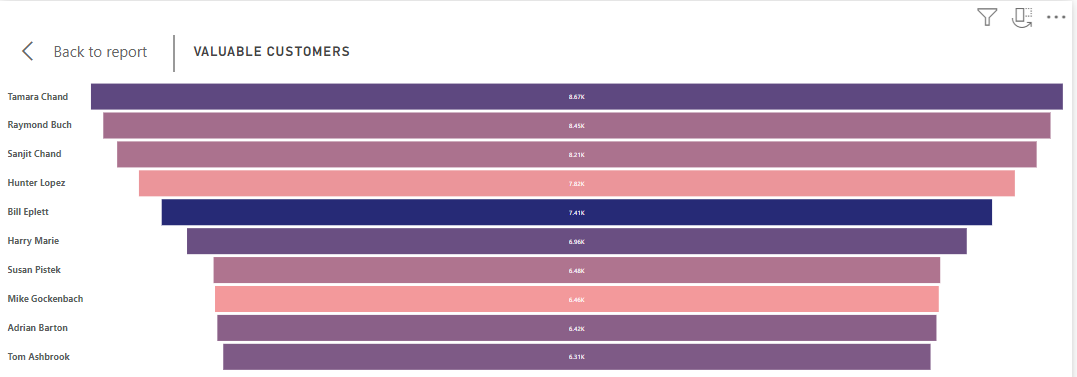 Back to report
VALUABLE CUSTOMERS
Tamara Chand 8.67K
Raymond Buch 8.45K
Sanjit Chand 8.21K
Hunter Lopez 7.82K
Bill Eplett 7.41K
Harry Marie 6.96K
Susan Pistek 6.48K
Mike Gockenbach 6.46K
Adrian Barton 6.42K
Tom Ashbrook 6.31K